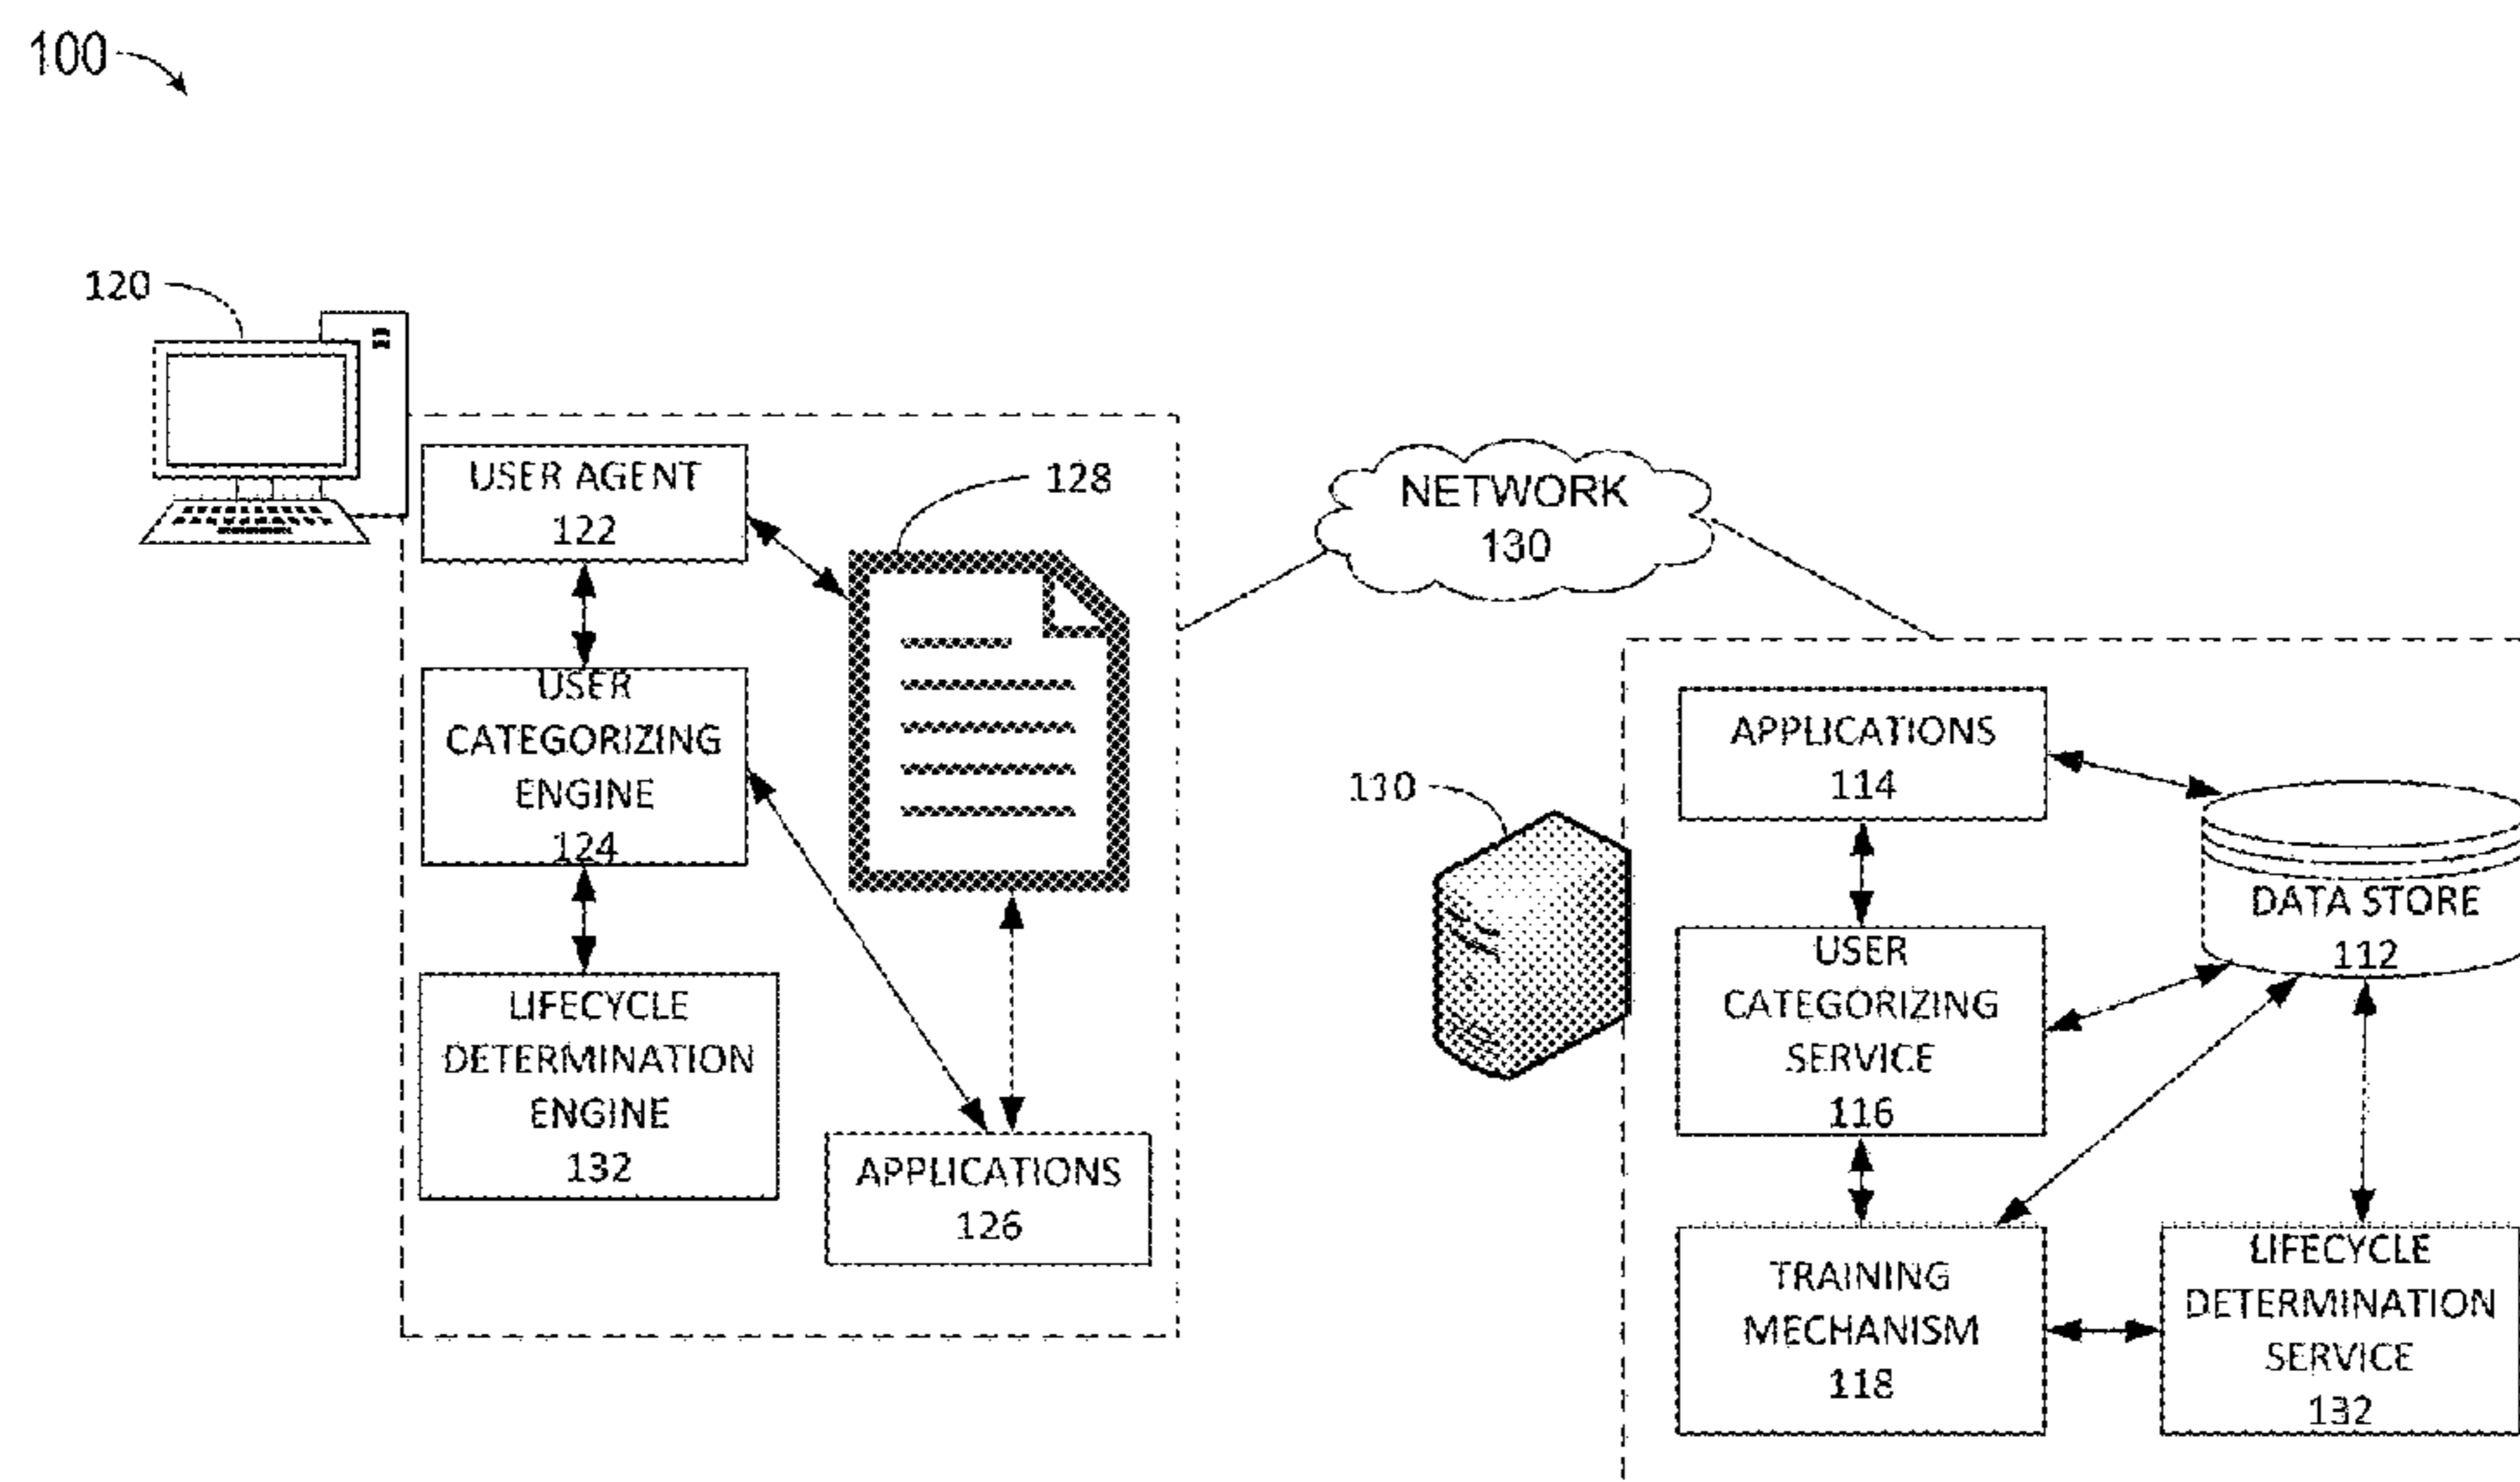 100
120
USER AGENT
122
128
NETWORK
130
USER
CATEGORIZING
ENGINE
124
APPLICATIONS
114
110
DATA STORE
112
USER
CATEGORIZING
SERVICE
116
LIFECYCLE
DETERMINATION
ENGINE
132
APPLICATIONS
126
TRAINING
MECHANISM
118
LIFECYCLE
DETERMINATION
SERVICE
132